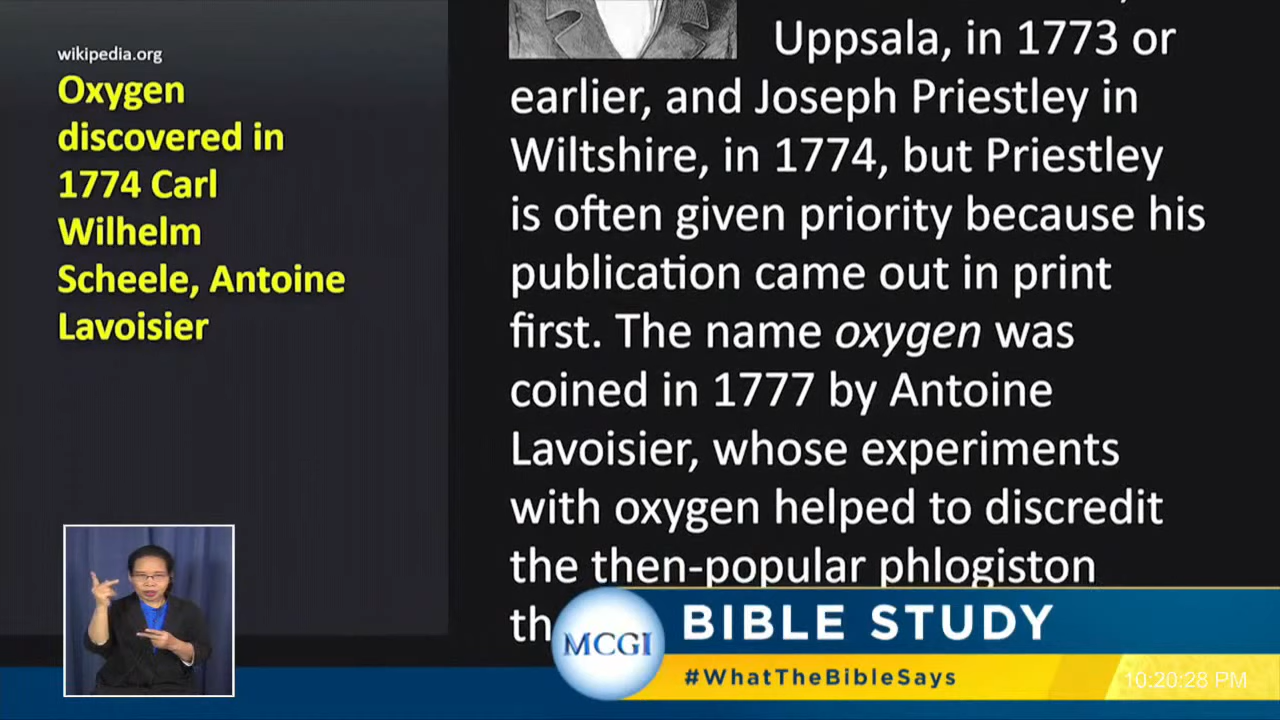 wikipedia.org
Oxygen
discovered in
1774 Carl
Wilhelm
Scheele, Antoine
Lavoisier
Uppsala, in 1773 or
earlier, and Joseph Priestley in
Wiltshire, in 1774, but Priestley
is often given priority because his
publication came out in print
first. The name oxygen was
coined in 1777 by Antoine
Lavoisier, whose experiments
with oxygen helped to discredit
the then-popular phlogiston
MCGI
BIBLE STUDY
#WhatTheBibleSays
10:20:28 PM